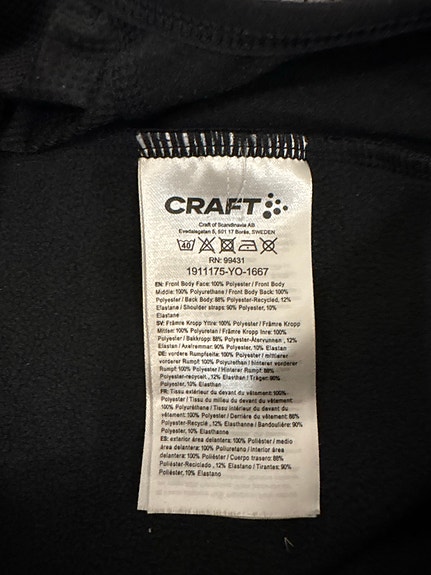 CRAFT
Craft of Scandinavia AB
Evedalsgatan 5, 501 17 Borås, SWEDEN
40
RN: 99431
1911175-YO-1667
EN: Front Body Face: 100% Polyester / Front Body
Middle: 100% Polyurethane / Front Body Back: 100%
Polyester / Back Body: 88% Polyester-Recycled, 12%
Elastane / Shoulder straps: 90% Polyester, 10%
Elastane
SV: Främre Kropp Yttre: 100% Polyester / Främre Kropp
Mitten: 100% Polyuretan / Främre Kropp Inre: 100%
Polyester / Bakkropp: 88% Polyester-Återvunnen , 12%
Elastan / Axelremmar: 90% Polyester, 10% Elastan
DE: vordere Rumpfseite: 100% Polyester / mittlerer
vorderer Rumpf: 100% Polyurethan / hinterer vorderer
Rumpf: 100% Polyester / Hinterer Rumpf: 88%
Polyester-recycelt , 12% Elasthan / Träger: 90%
Polyester, 10% Elasthan
FR: Tissu extérieur du devant du vêtement: 100%
Polyester / Tissu du milieu du devant du vêtement:
100% Polyuréthane / Tissu intérieur du devant du
vêtement: 100% Polyester / Derrière du vêtement: 88%
Polyester-Recyclé , 12% Elasthanne / Bandoulière: 90%
Polyester, 10% Elasthanne
ES: exterior área delantera: 100% Poliéster / medio
área delantera: 100% Poliuretano / interior área
delantera: 100% Poliéster / Cuerpo trasero: 88%
Poliéster-Reciclado , 12% Elastano / Tirantes: 90%
Poliéster, 10% Elastano